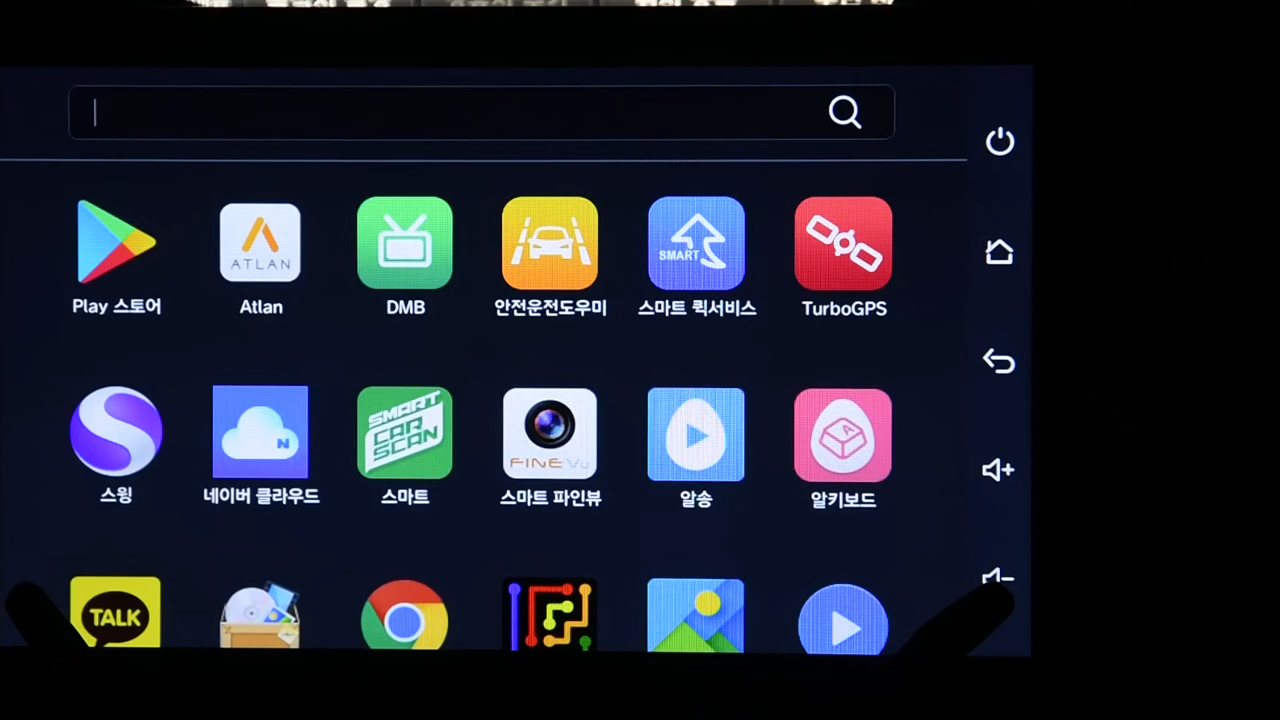 Play 스토어
ATLAN
Atlan
DMB
안전운전도우미
SMART
스마트 퀵서비스
TurboGPS
스윙
N
네이버 클라우드
SMART
CAR
SCAN
스마트
FINEVu
스마트 파인뷰
알송
A
알키보드
TALK